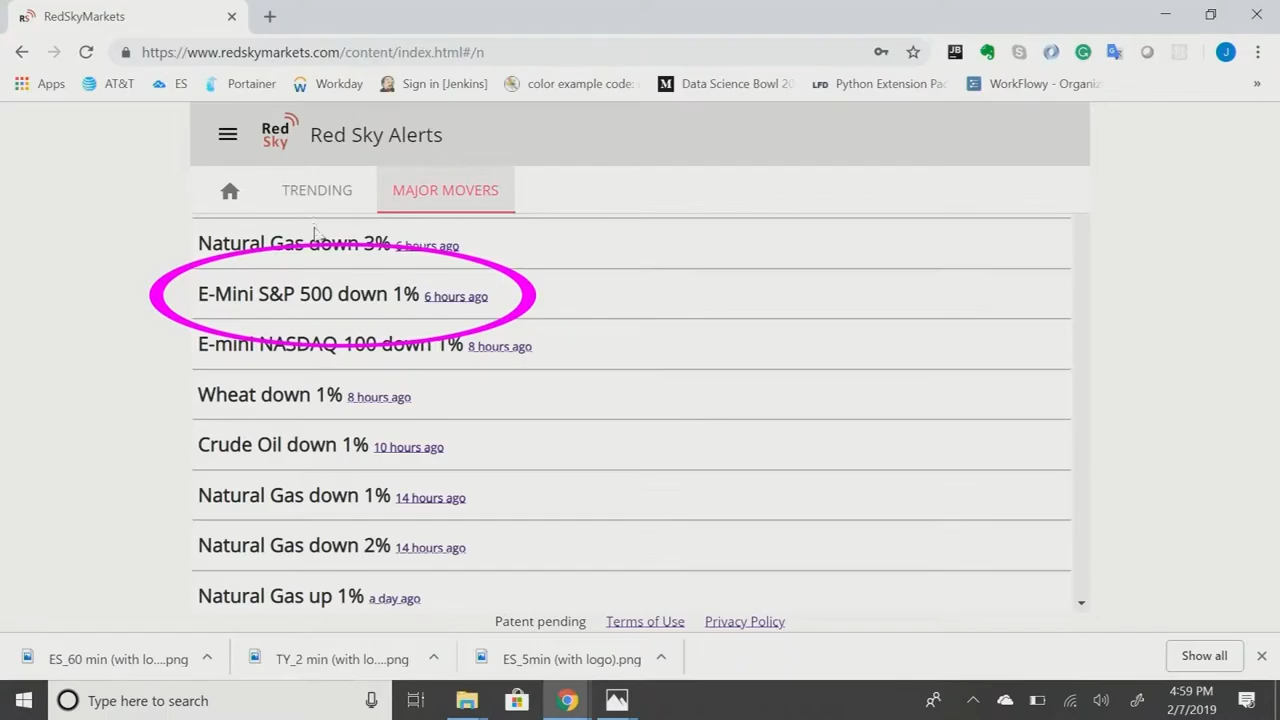 RedSkyMarkets
https://www.redskymarkets.com/content/index.html#/n
Apps AT&T ES Portainer Workday Sign in [Jenkins] color example code: Data Science Bowl 20 Python Extension Pac WorkFlowy - Organiz »
Red Sky Red Sky Alerts
TRENDING MAJOR MOVERS
Natural Gas down 3% 6 hours ago
E-Mini S&P 500 down 1% 6 hours ago
E-mini NASDAQ 100 down 1% 8 hours ago
Wheat down 1% 8 hours ago
Crude Oil down 1% 10 hours ago
Natural Gas down 1% 14 hours ago
Natural Gas down 2% 14 hours ago
Natural Gas up 1% a day ago
Patent pending Terms of Use Privacy Policy
ES_60 min (with lo....png TY_2 min (with lo....png ES_5min (with logo).png Show all
Type here to search
4:59 PM
2/7/2019